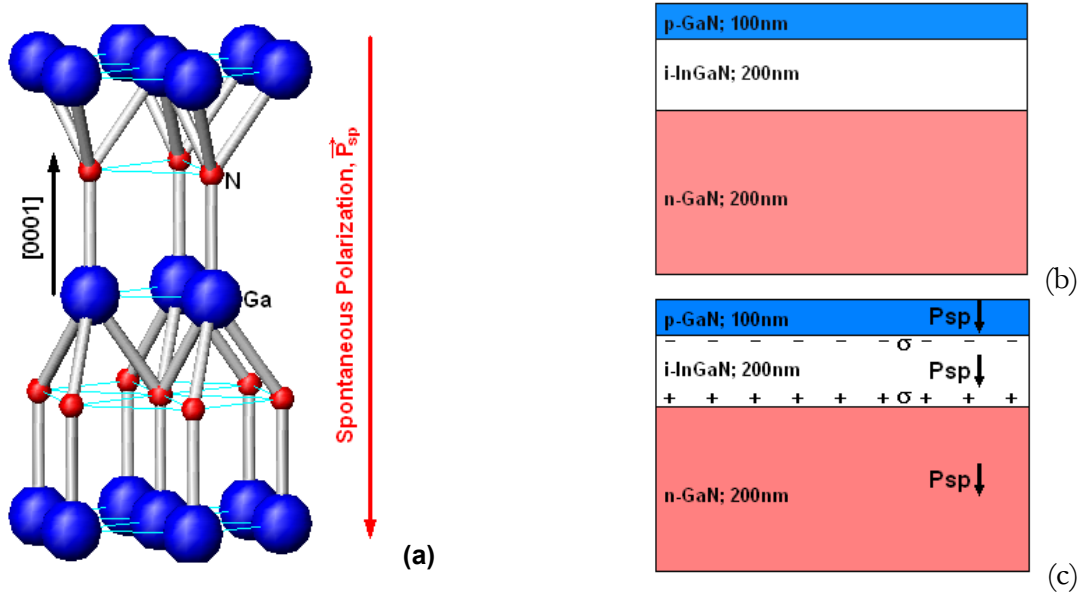 [0001]
N
Ga
Spontaneous Polarization, P⃗sp
(a)
p-GaN; 100nm
i-InGaN; 200nm
n-GaN; 200nm
(b)
p-GaN; 100nm Psp
− − − − − σ − − −
i-InGaN; 200nm Psp
+ + + + + σ + + +
n-GaN; 200nm Psp
(c)